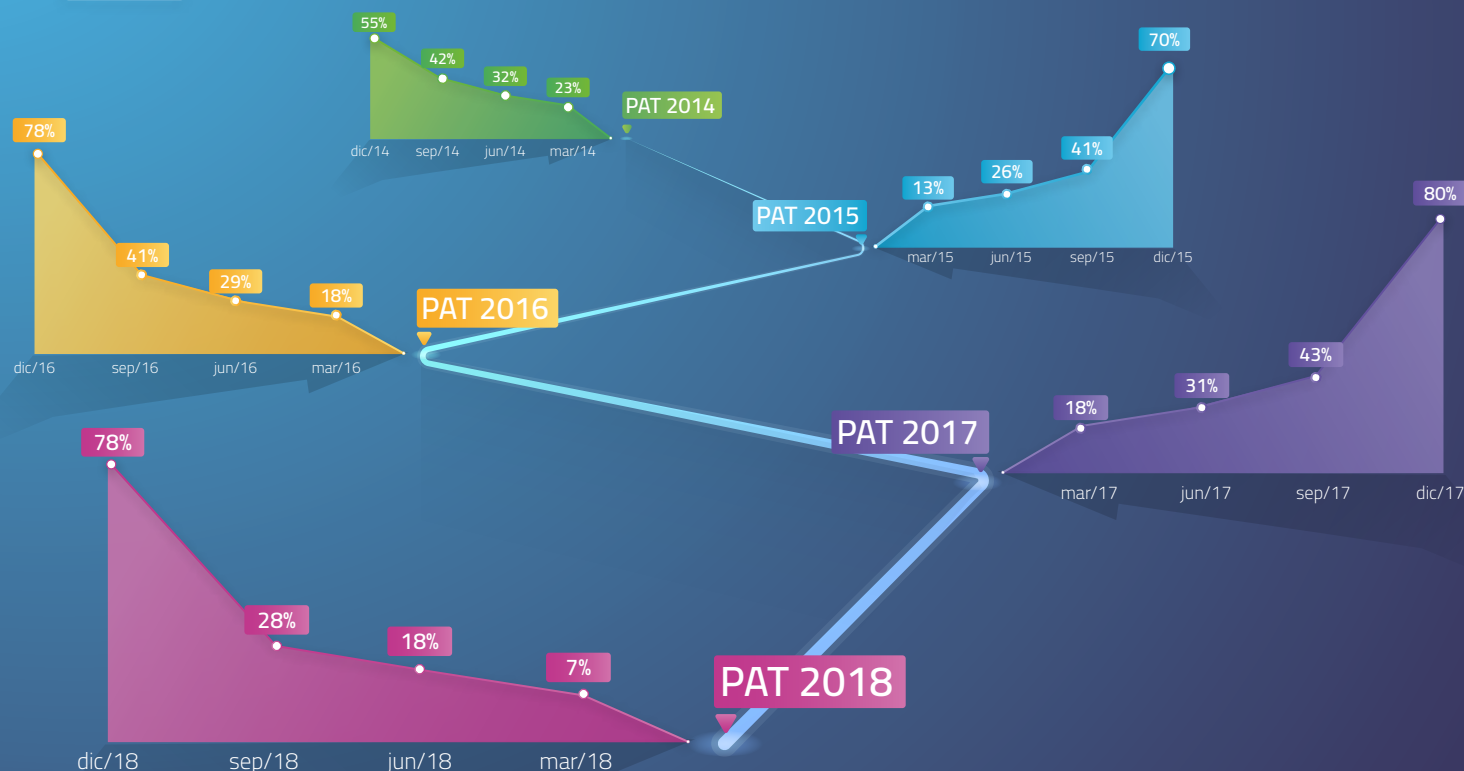 55%
42%
32%
23%
PAT 2014
dic/14 sep/14 jun/14 mar/14
70%
41%
26%
13%
PAT 2015
mar/15 jun/15 sep/15 dic/15
78%
41%
29%
18%
PAT 2016
dic/16 sep/16 jun/16 mar/16
80%
43%
31%
18%
PAT 2017
mar/17 jun/17 sep/17 dic/17
78%
28%
18%
7%
PAT 2018
dic/18 sep/18 jun/18 mar/18